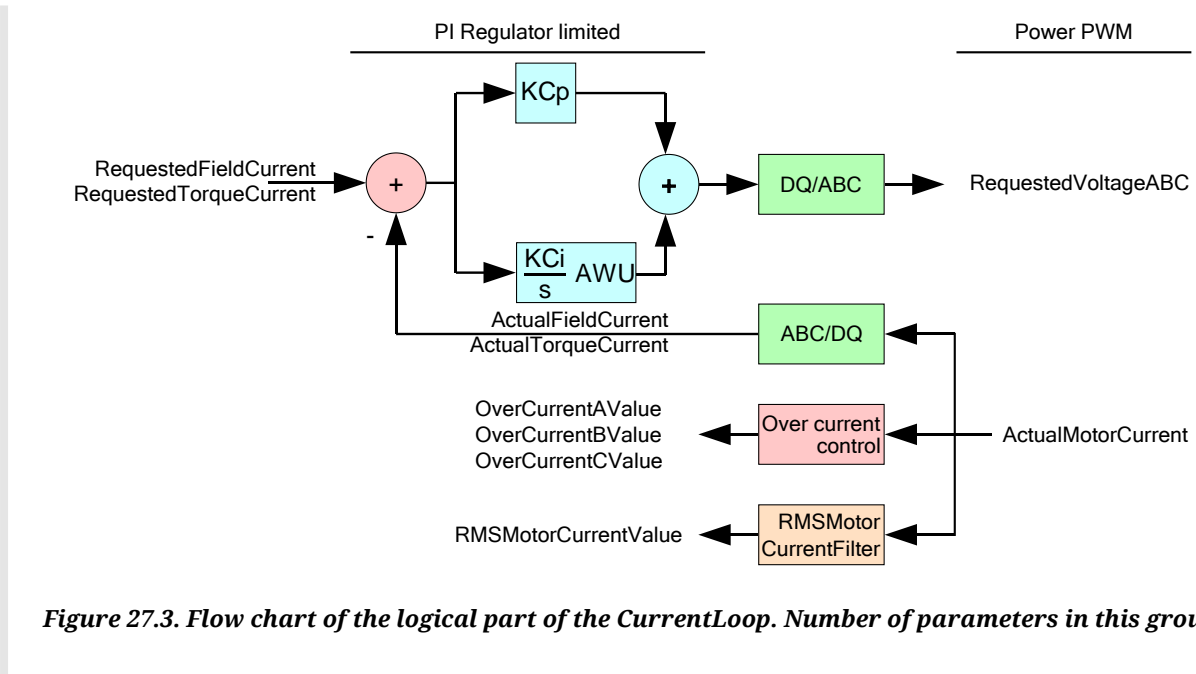 PI Regulator limited
Power PWM
KCp
RequestedFieldCurrent
RequestedTorqueCurrent
+
+
DQ/ABC
RequestedVoltageABC
-
KCi
s
AWU
ActualFieldCurrent
ActualTorqueCurrent
ABC/DQ
OverCurrentAValue
OverCurrentBValue
OverCurrentCValue
Over current
control
ActualMotorCurrent
RMSMotorCurrentValue
RMSMotor
CurrentFilter
Figure 27.3. Flow chart of the logical part of the CurrentLoop. Number of parameters in this grou